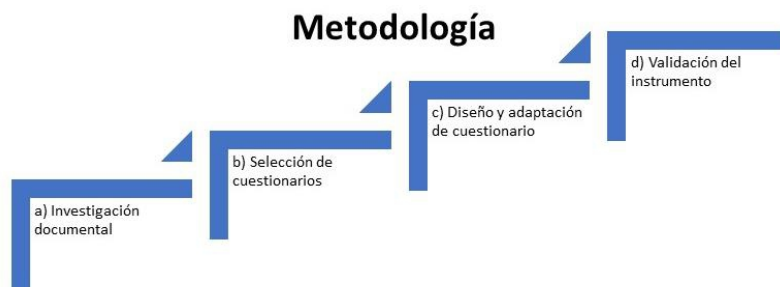 Metodología
a) Investigación
documental
b) Selección de
cuestionarios
c) Diseño y adaptación
de cuestionario
d) Validación del
instrumento